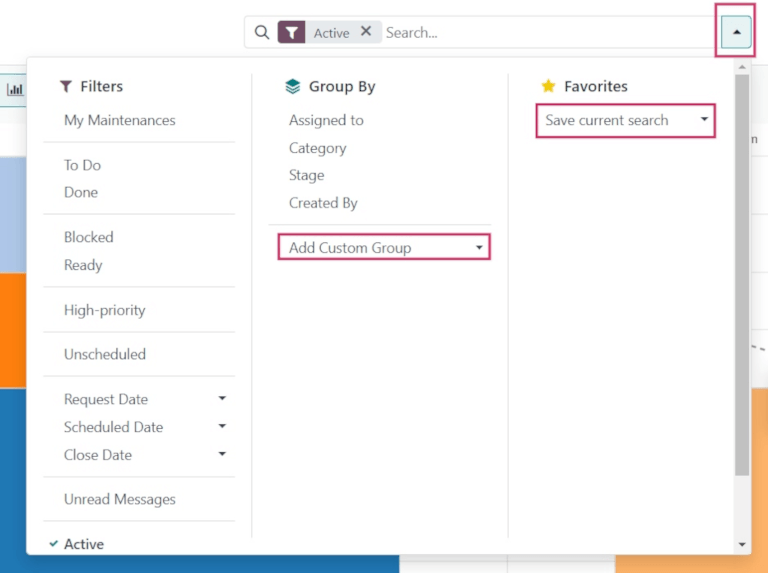 Active
Search...
Filters
My Maintenances
To Do
Done
Blocked
Ready
High-priority
Unscheduled
Request Date
Scheduled Date
Close Date
Unread Messages
Active
Group By
Assigned to
Category
Stage
Created By
Add Custom Group
Favorites
Save current search